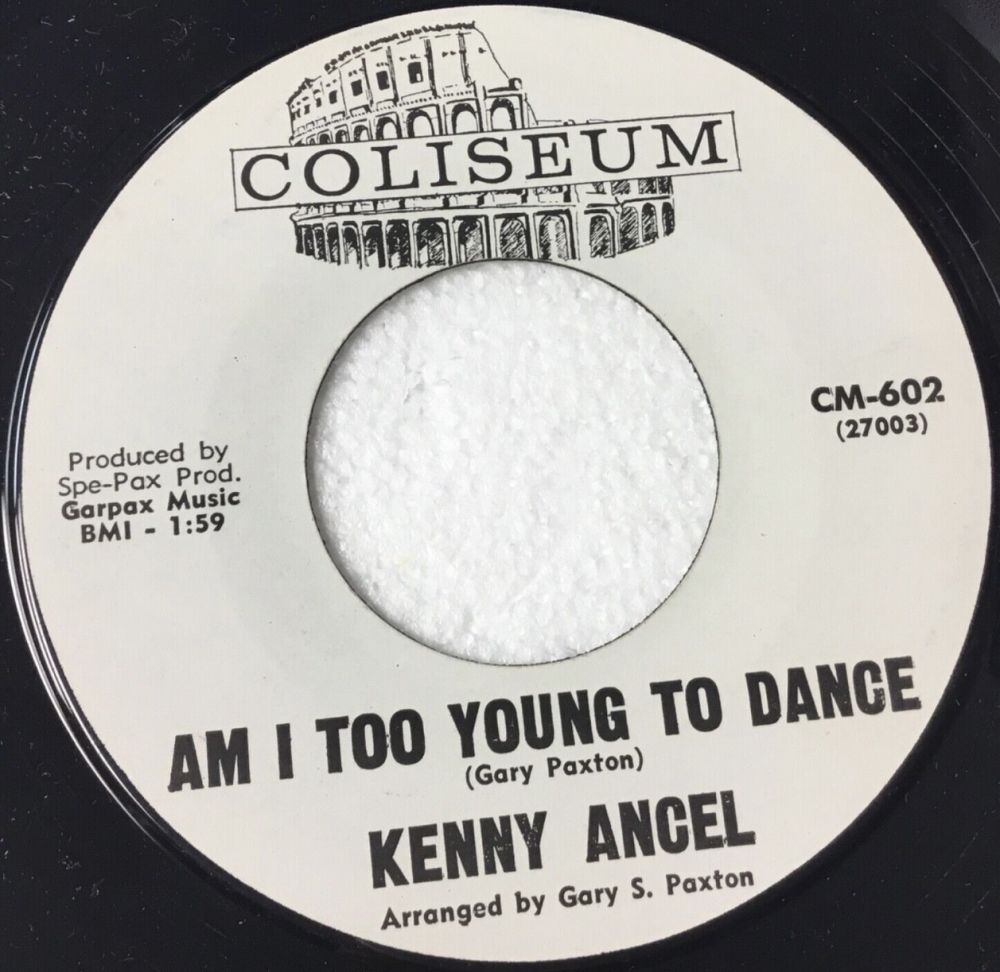 COLISEUM
CM-602
(27003)
Produced by
Spe-Pax Prod.
Garpax Music
BMI - 1:59
AM I TOO YOUNG TO DANCE
(Gary Paxton)
KENNY ANGEL
Arranged by Gary S. Paxton